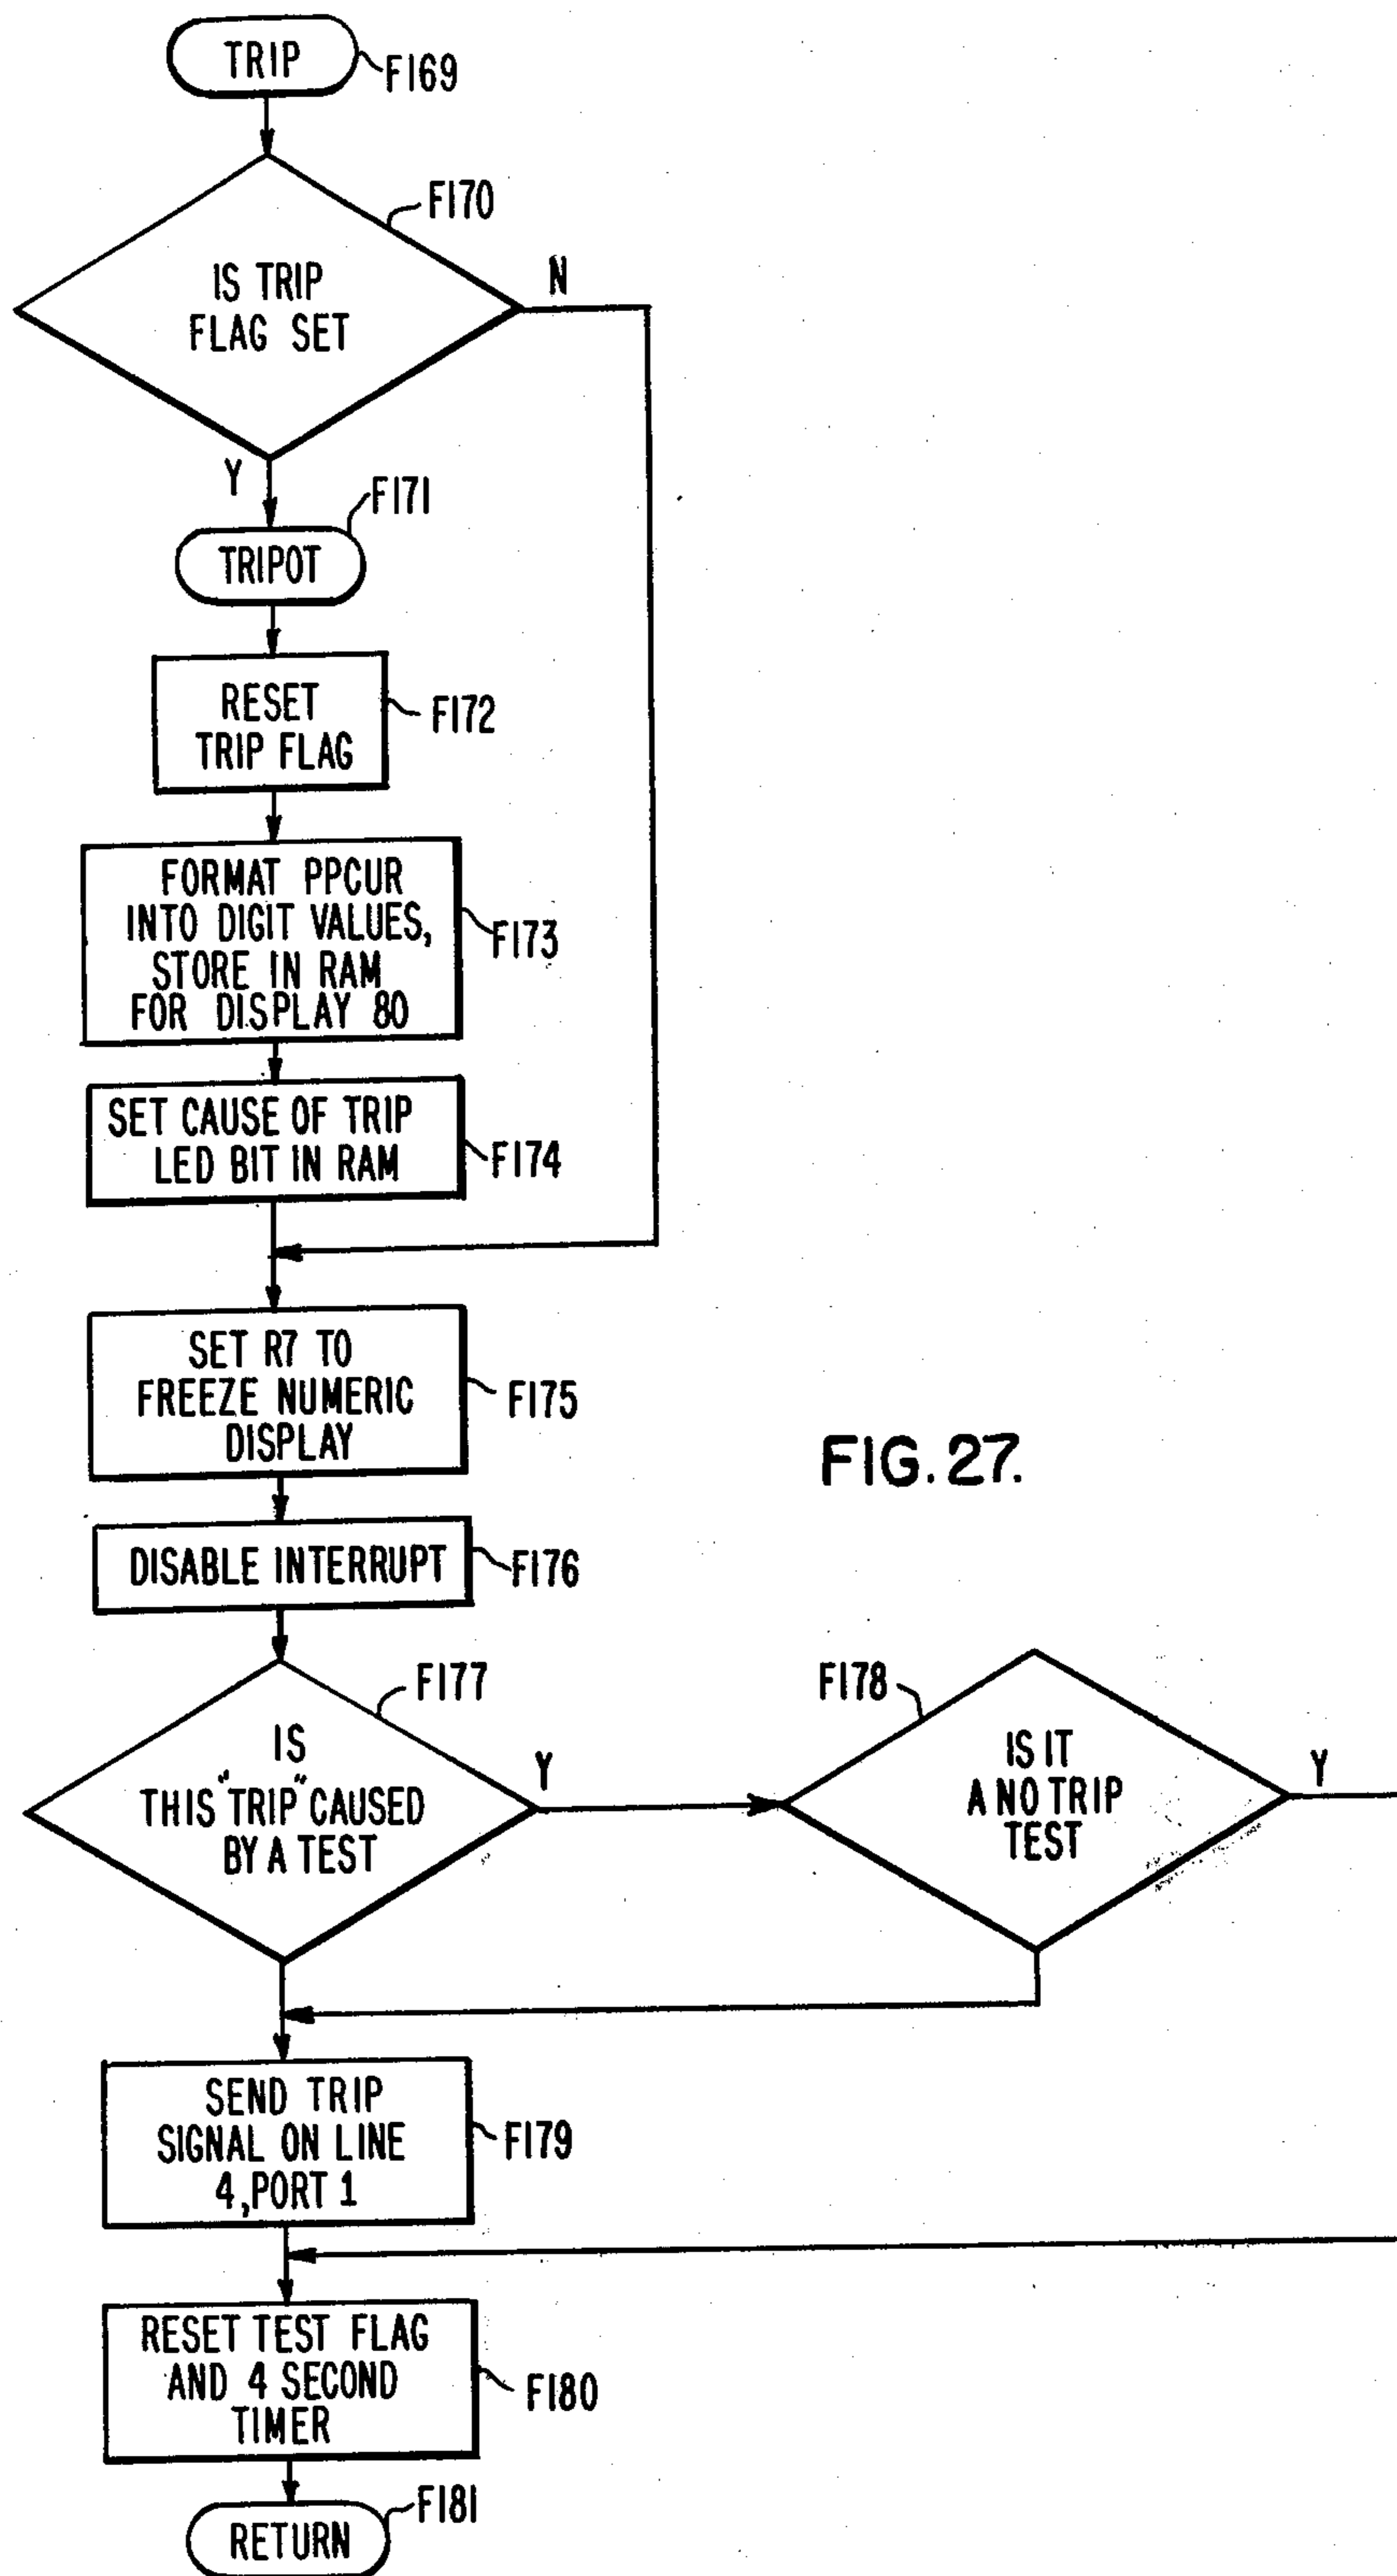 TRIP
F169
F170
IS TRIP
FLAG SET
N
Y
F171
TRIPOT
RESET
TRIP FLAG
F172
FORMAT PPCUR
INTO DIGIT VALUES,
STORE IN RAM
FOR DISPLAY 80
F173
SET CAUSE OF TRIP
LED BIT IN RAM
F174
SET R7 TO
FREEZE NUMERIC
DISPLAY
F175
FIG. 27.
DISABLE INTERRUPT
F176
F177
IS
THIS "TRIP" CAUSED
BY A TEST
Y
F178
IS IT
A NO TRIP
TEST
Y
SEND TRIP
SIGNAL ON LINE
4, PORT 1
F179
RESET TEST FLAG
AND 4 SECOND
TIMER
F180
F181
RETURN